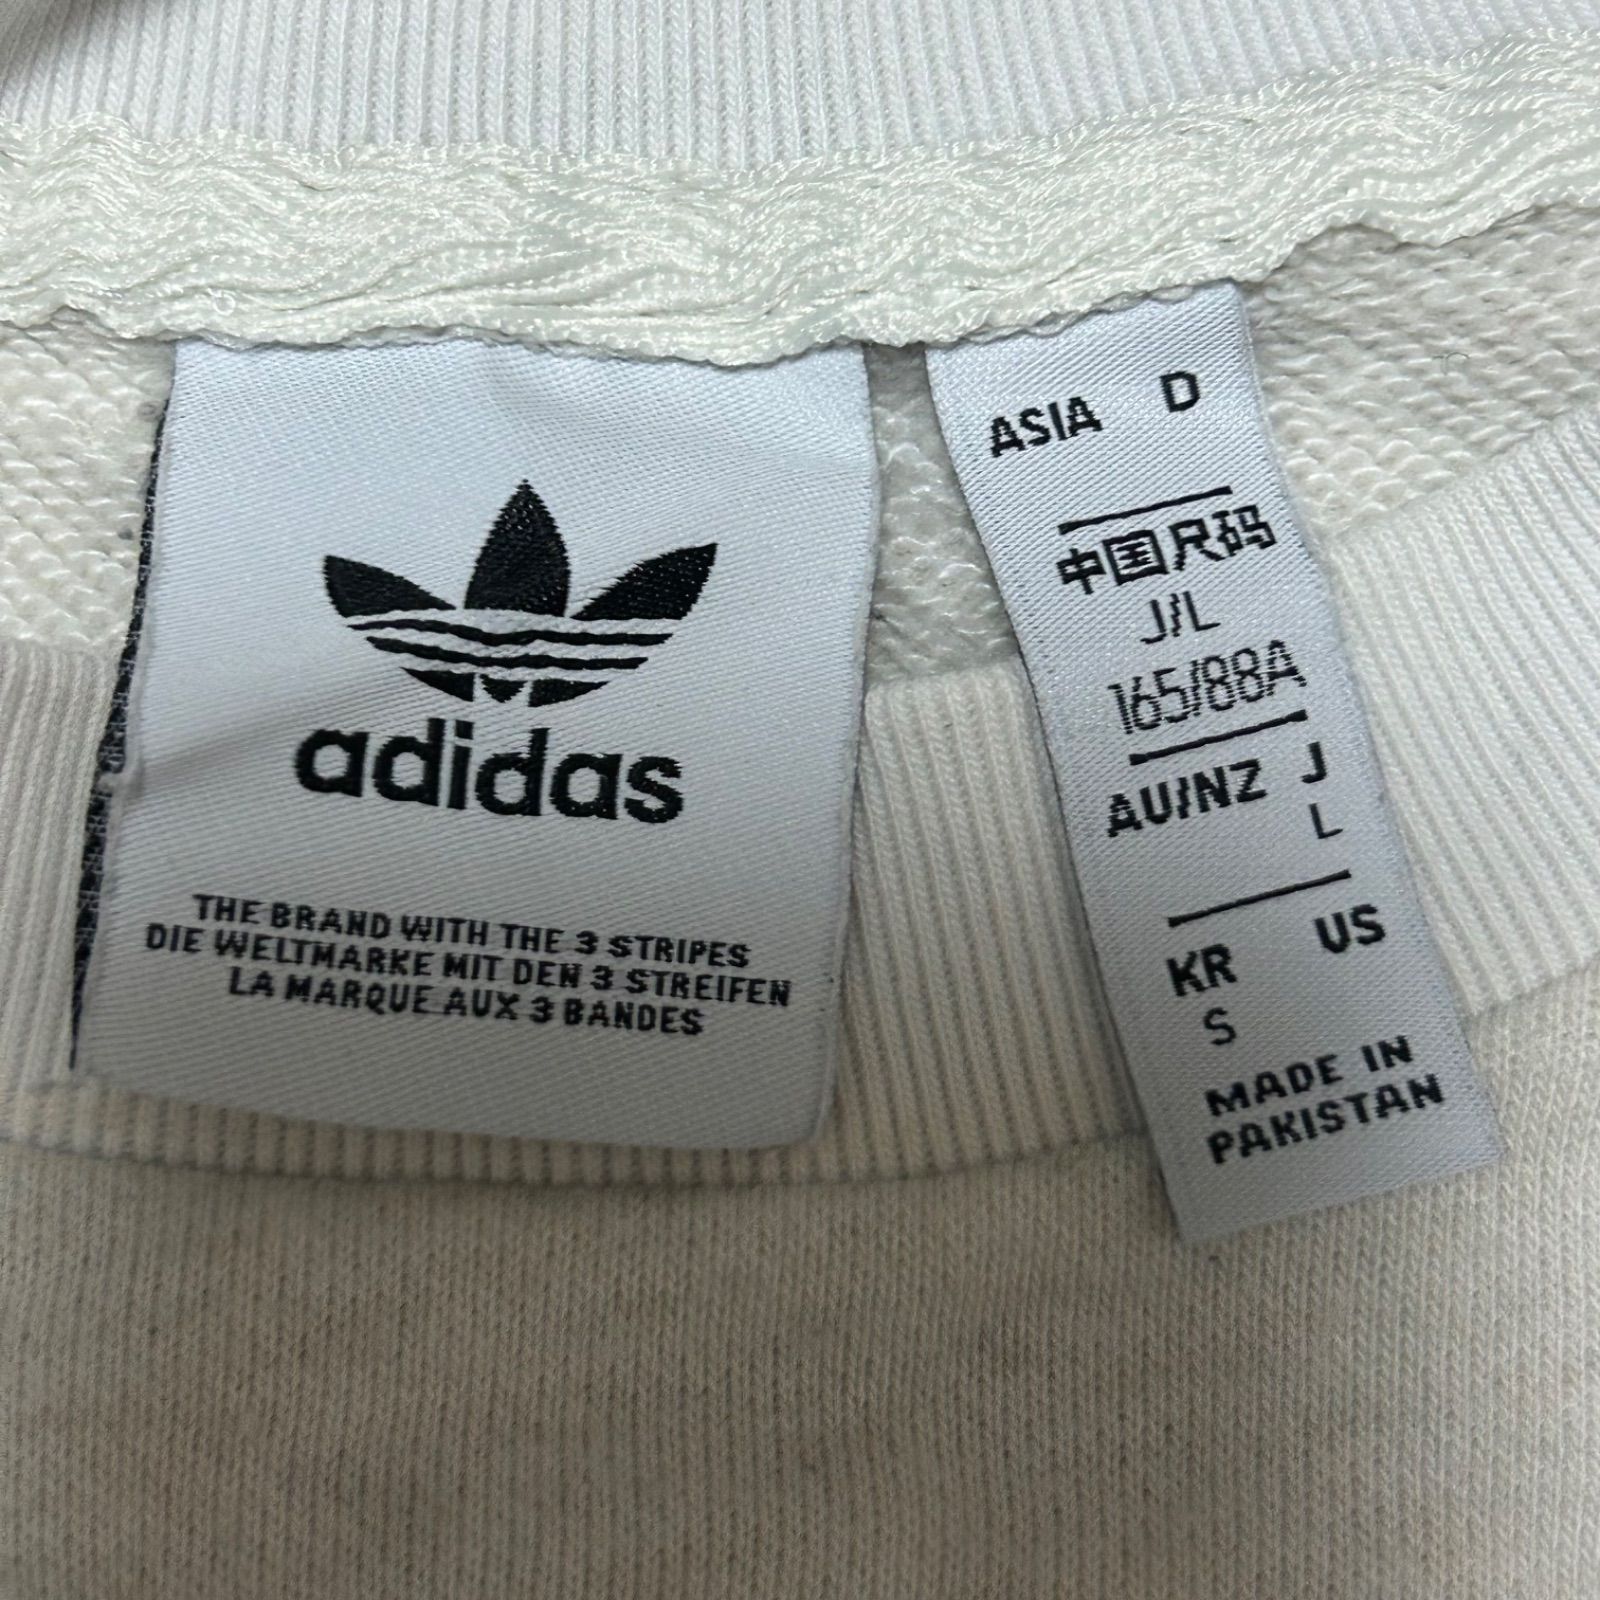 adidas
THE BRAND WITH THE 3 STRIPES
DIE WELTMARKE MIT DEN 3 STREIFEN
LA MARQUE AUX 3 BANDES
ASIA D
中国尺码
J/L
165/88A
AU/NZ J
L
KR US
S
MADE IN
PAKISTAN